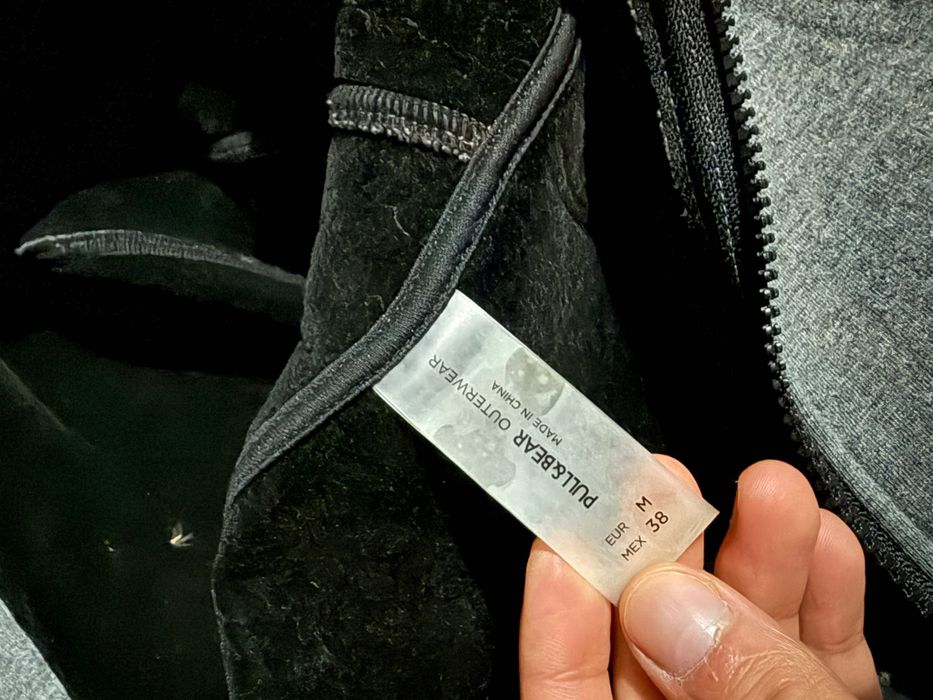 PULL&BEAR OUTERWEAR
MADE IN CHINA
EUR M
MEX 38